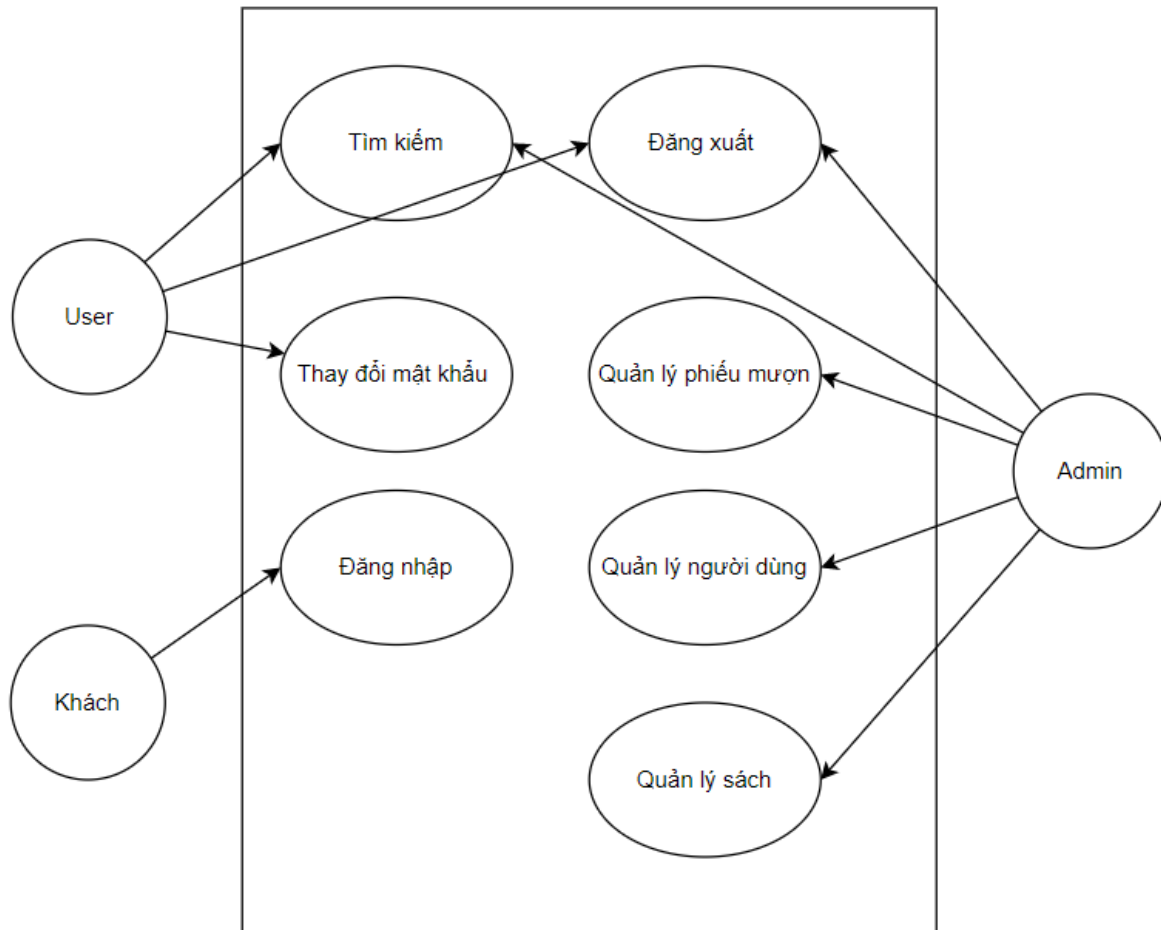 Tìm kiếm
Đăng xuất
User
Thay đổi mật khẩu
Quản lý phiếu mượn
Admin
Đăng nhập
Quản lý người dùng
Khách
Quản lý sách